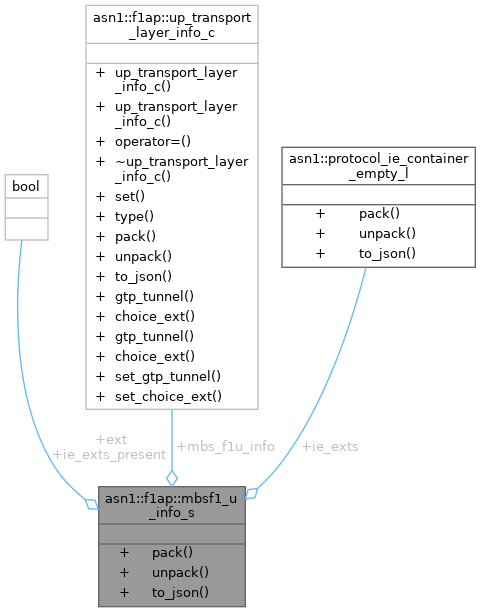 asn1::f1ap::up_transport
_layer_info_c
+ up_transport_layer
_info_c()
+ up_transport_layer
_info_c()
+ operator=()
+ ~up_transport_layer
_info_c()
+ set()
+ type()
+ pack()
+ unpack()
+ to_json()
+ gtp_tunnel()
+ choice_ext()
+ gtp_tunnel()
+ choice_ext()
+ set_gtp_tunnel()
+ set_choice_ext()
asn1::protocol_ie_container
_empty_l
+ pack()
+ unpack()
+ to_json()
bool
+ext
+ie_exts_present
+mbs_f1u_info
+ie_exts
asn1::f1ap::mbsf1_u
_info_s
+ pack()
+ unpack()
+ to_json()